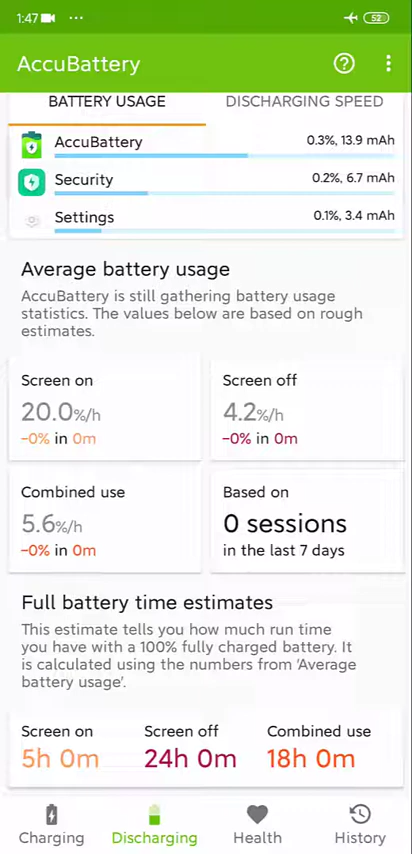 1:47 ... 52
AccuBattery
BATTERY USAGE DISCHARGING SPEED
AccuBattery 0.3%, 13.9 mAh
Security 0.2%, 6.7 mAh
Settings 0.1%, 3.4 mAh
Average battery usage
AccuBattery is still gathering battery usage
statistics. The values below are based on rough
estimates.
Screen on Screen off
20.0%/h 4.2%/h
-0% in 0m -0% in 0m
Combined use Based on
5.6%/h 0 sessions
-0% in 0m in the last 7 days
Full battery time estimates
This estimate tells you how much run time
you have with a 100% fully charged battery. It
is calculated using the numbers from 'Average
battery usage'.
Screen on Screen off Combined use
5h 0m 24h 0m 18h 0m
Charging Discharging Health History